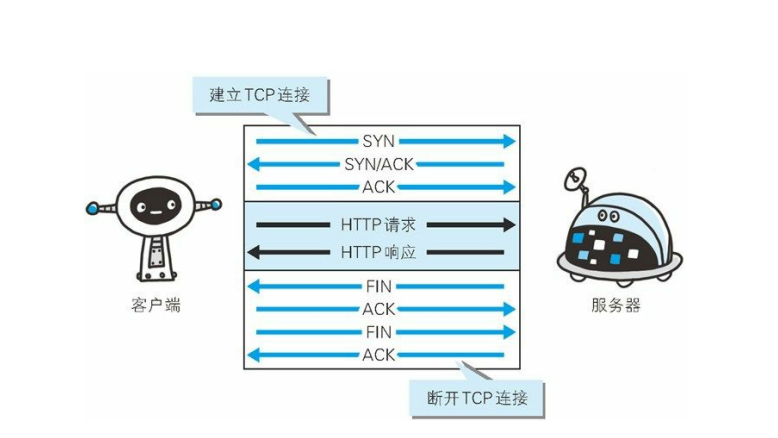 建立TCP连接
SYN
SYN/ACK
ACK
HTTP请求
HTTP响应
FIN
ACK
FIN
ACK
客户端
服务器
断开TCP连接